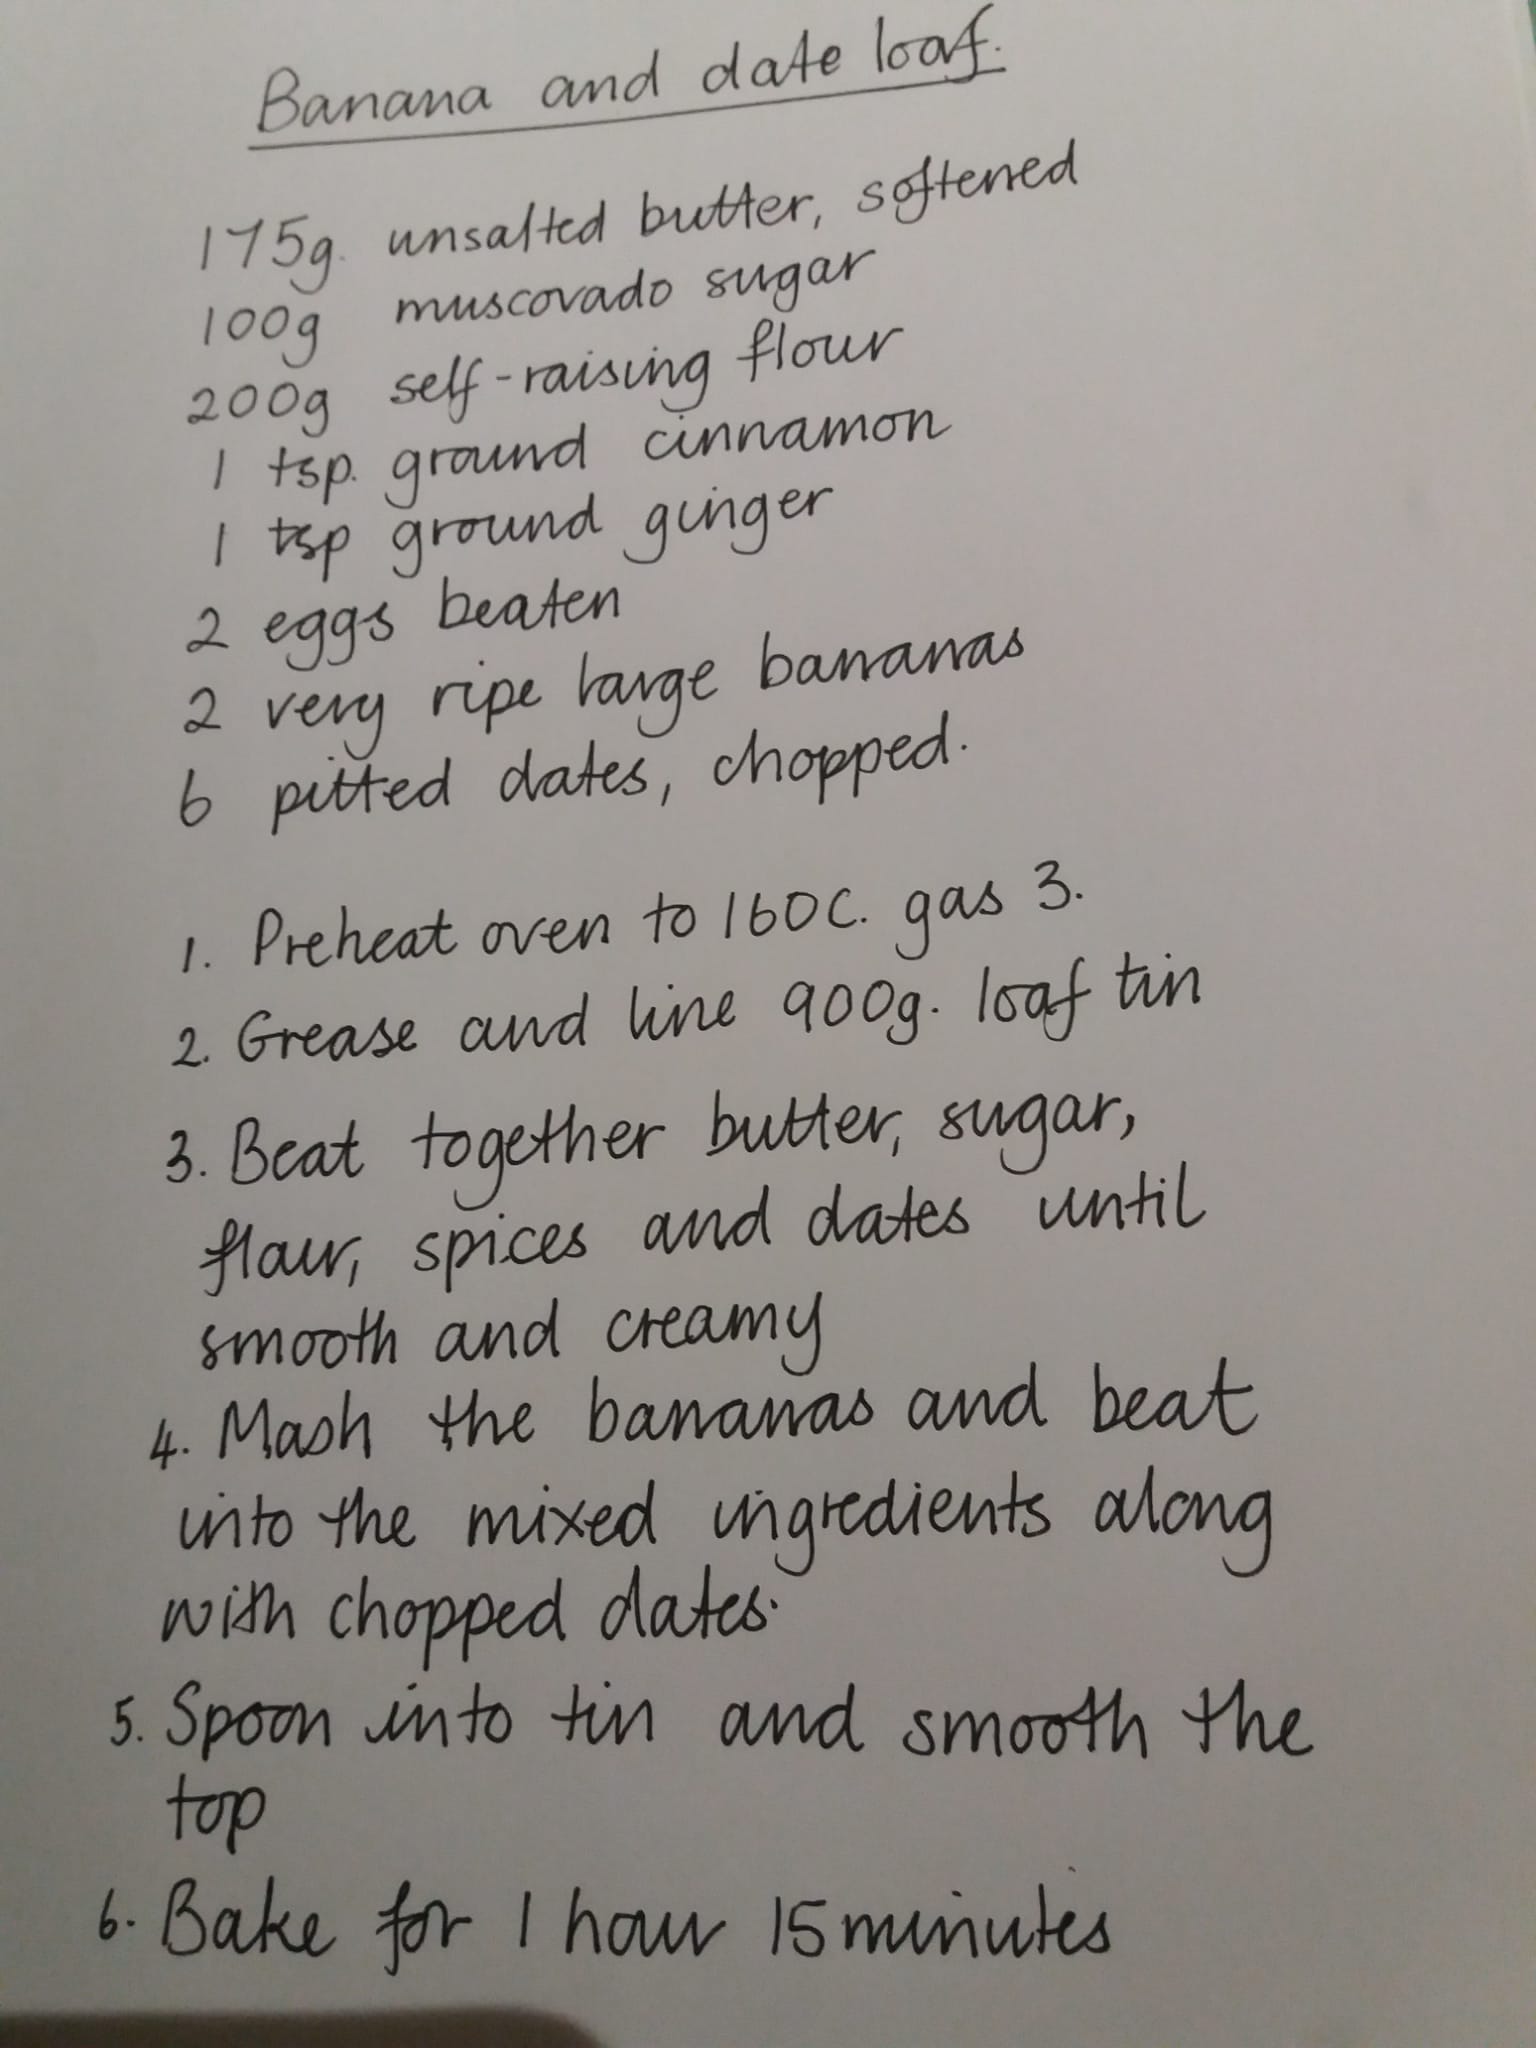 Banana and date loaf.
175g. unsalted butter, softened
100g muscovado sugar
200g self-raising flour
1 tsp. ground cinnamon
1 tsp ground ginger
2 eggs beaten
2 very ripe large bananas
6 pitted dates, chopped.
1. Preheat oven to 160C. gas 3.
2. Grease and line 900g. loaf tin
3. Beat together butter, sugar,
flour, spices and dates until
smooth and creamy
4. Mash the bananas and beat
into the mixed ingredients along
with chopped dates.
5. Spoon into tin and smooth the
top
6. Bake for 1 hour 15 minutes